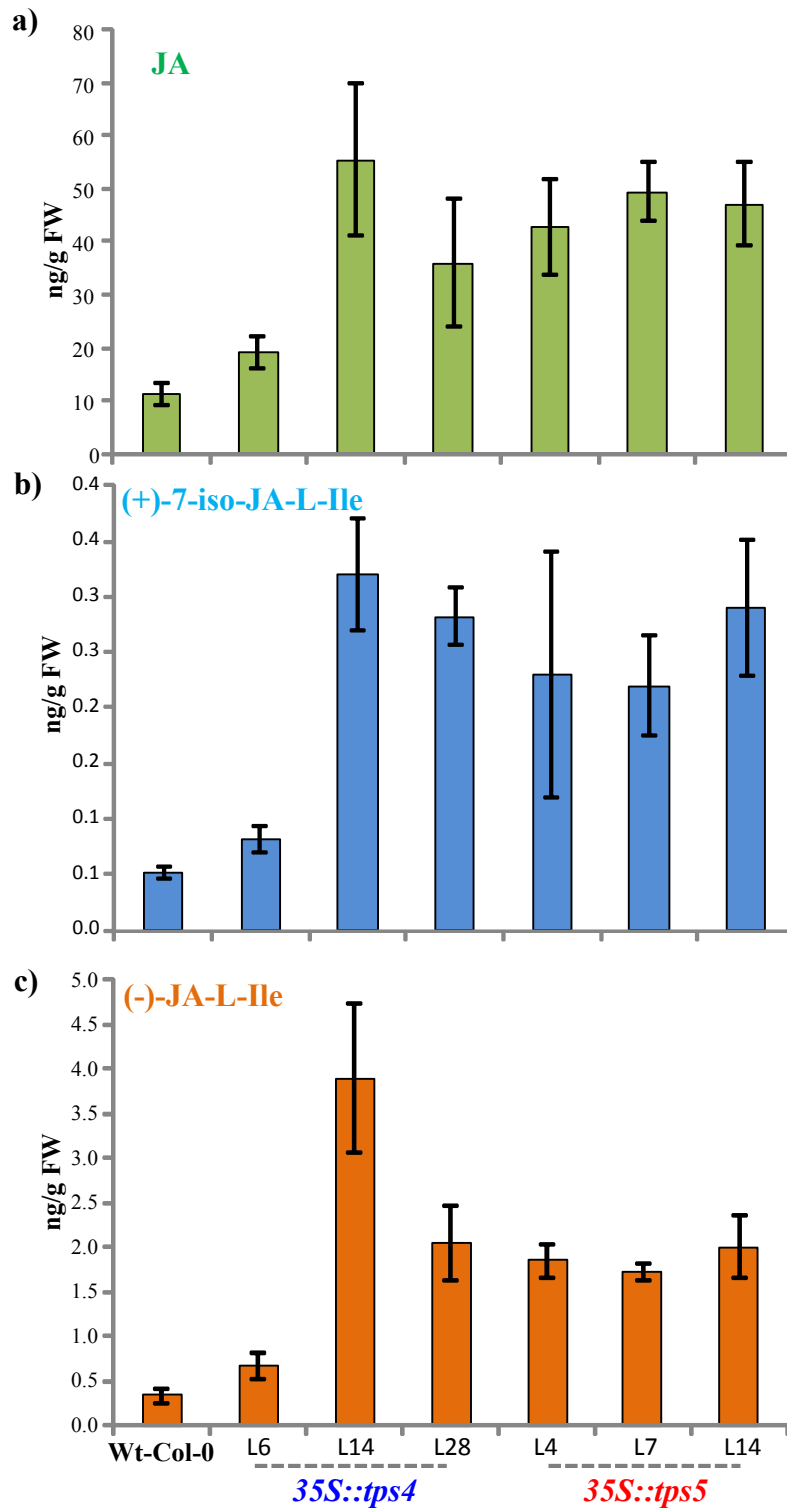 a)
JA
80
70
60
50
40
30
20
10
0
ng/g FW
b)
(+)-7-iso-JA-L-Ile
0.4
0.4
0.3
0.3
0.2
0.2
0.1
0.1
0.0
ng/g FW
c)
(-)-JA-L-Ile
5.0
4.5
4.0
3.5
3.0
2.5
2.0
1.5
1.0
0.5
0.0
ng/g FW
Wt-Col-0 L6 L14 L28 L4 L7 L14
35S::tps4 35S::tps5